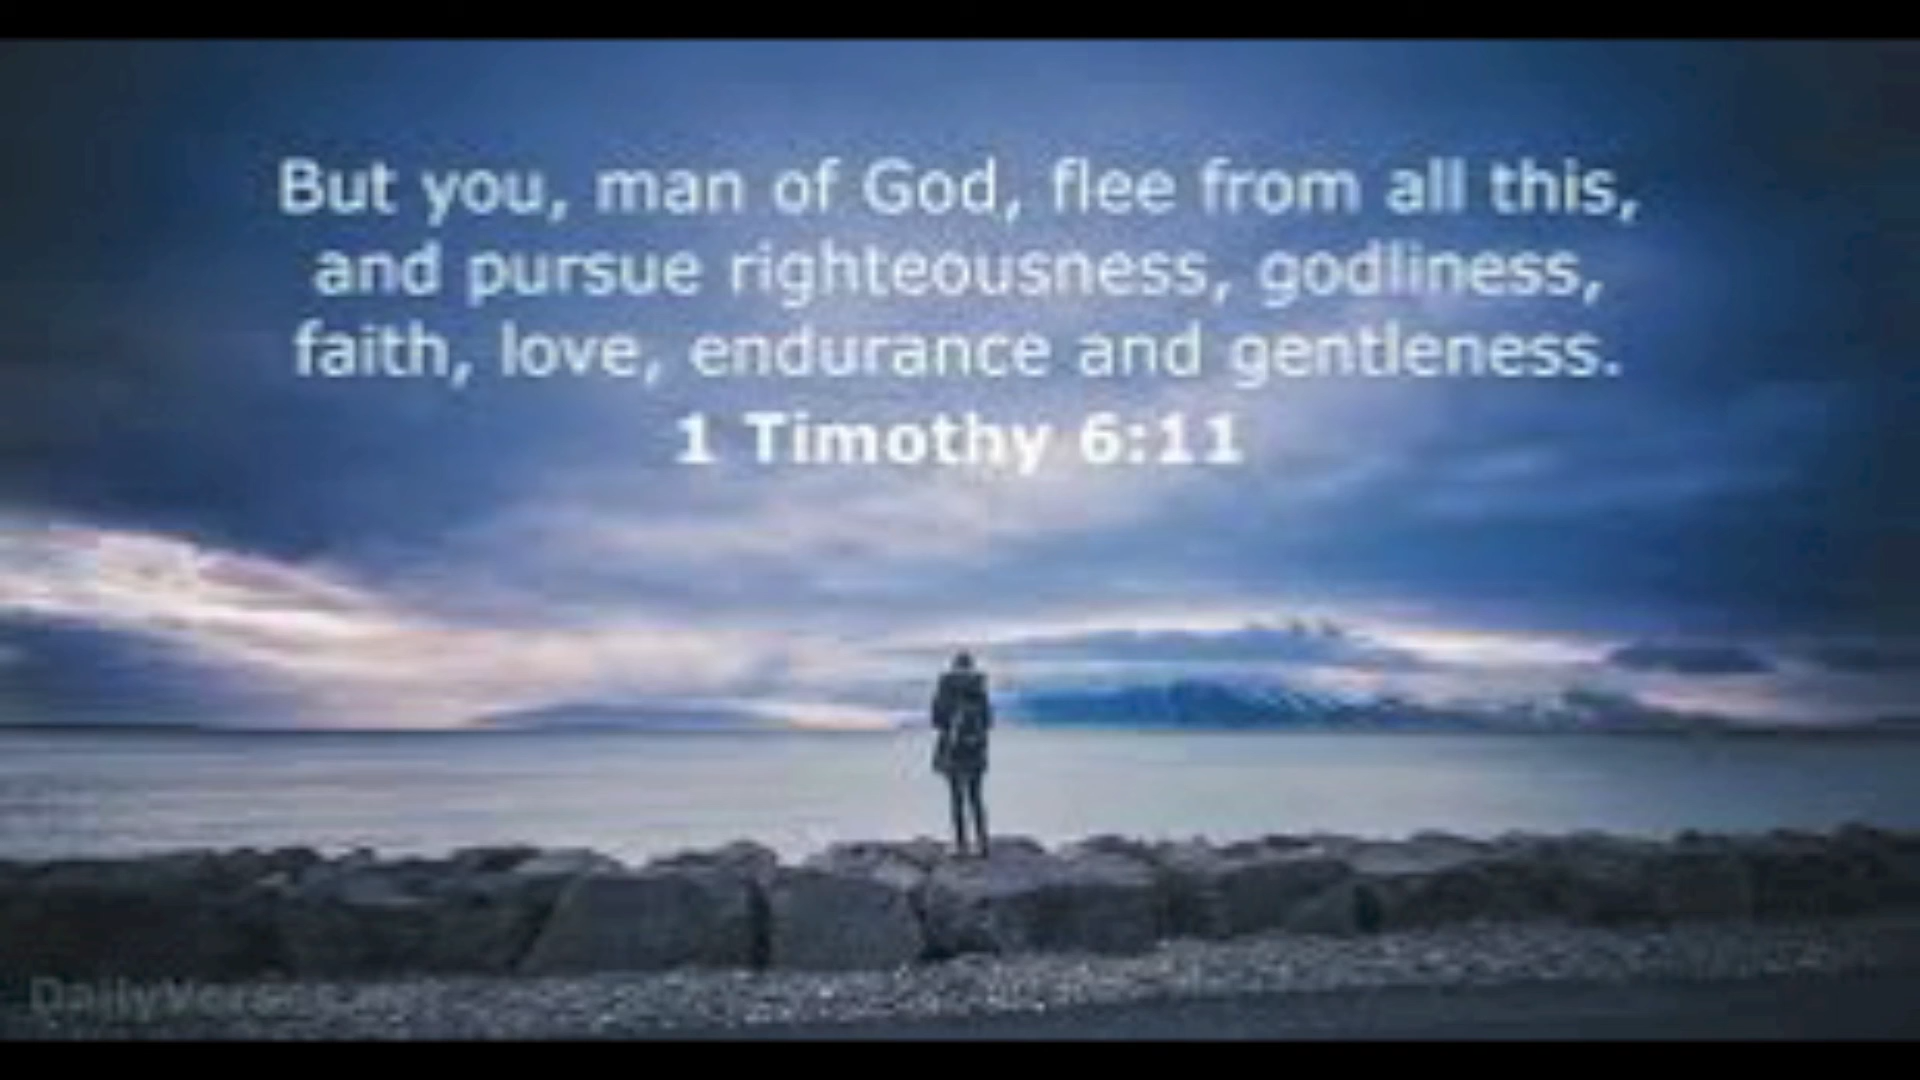 But you, man of God, flee from all this,
and pursue righteousness, godliness,
faith, love, endurance and gentleness.
1 Timothy 6:11